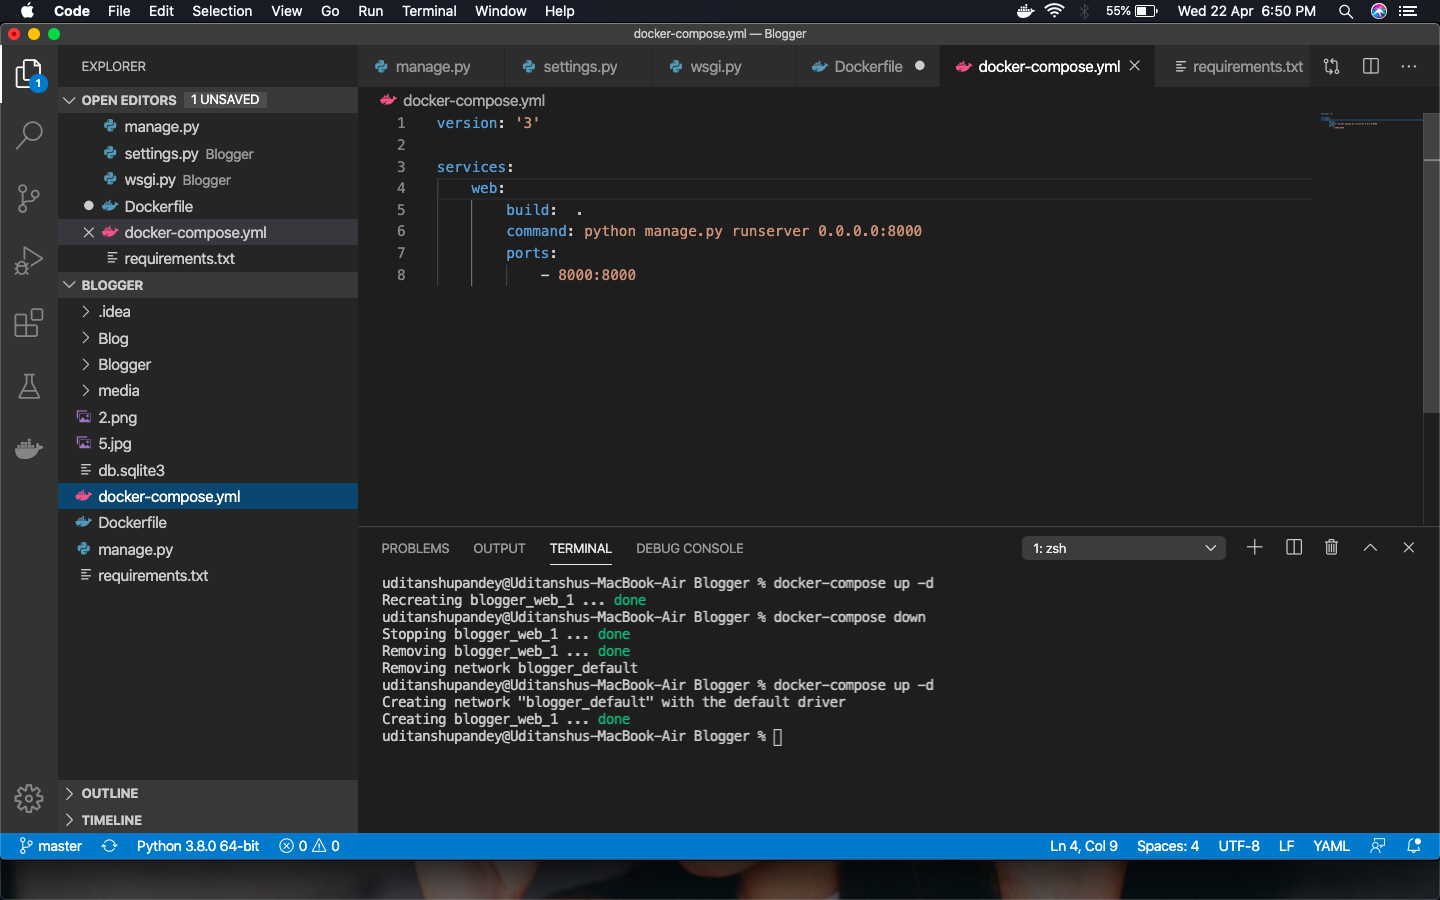 Code File Edit Selection View Go Run Terminal Window Help 55% Wed 22 Apr 6:50 PM
docker-compose.yml — Blogger
EXPLORER
manage.py settings.py wsgi.py Dockerfile docker-compose.yml requirements.txt
1
OPEN EDITORS 1 UNSAVED
manage.py
settings.py Blogger
wsgi.py Blogger
Dockerfile
docker-compose.yml
requirements.txt
BLOGGER
.idea
Blog
Blogger
media
2.png
5.jpg
db.sqlite3
docker-compose.yml
Dockerfile
manage.py
requirements.txt
OUTLINE
TIMELINE
docker-compose.yml
1 version: '3'
2
3 services:
4 web:
5 build: .
6 command: python manage.py runserver 0.0.0.0:8000
7 ports:
8 - 8000:8000
PROBLEMS OUTPUT TERMINAL DEBUG CONSOLE 1: zsh
uditanshupandey@Uditanshus-MacBook-Air Blogger % docker-compose up -d
Recreating blogger_web_1 ... done
uditanshupandey@Uditanshus-MacBook-Air Blogger % docker-compose down
Stopping blogger_web_1 ... done
Removing blogger_web_1 ... done
Removing network blogger_default
uditanshupandey@Uditanshus-MacBook-Air Blogger % docker-compose up -d
Creating network "blogger_default" with the default driver
Creating blogger_web_1 ... done
uditanshupandey@Uditanshus-MacBook-Air Blogger %
master Python 3.8.0 64-bit 0 0 Ln 4, Col 9 Spaces: 4 UTF-8 LF YAML